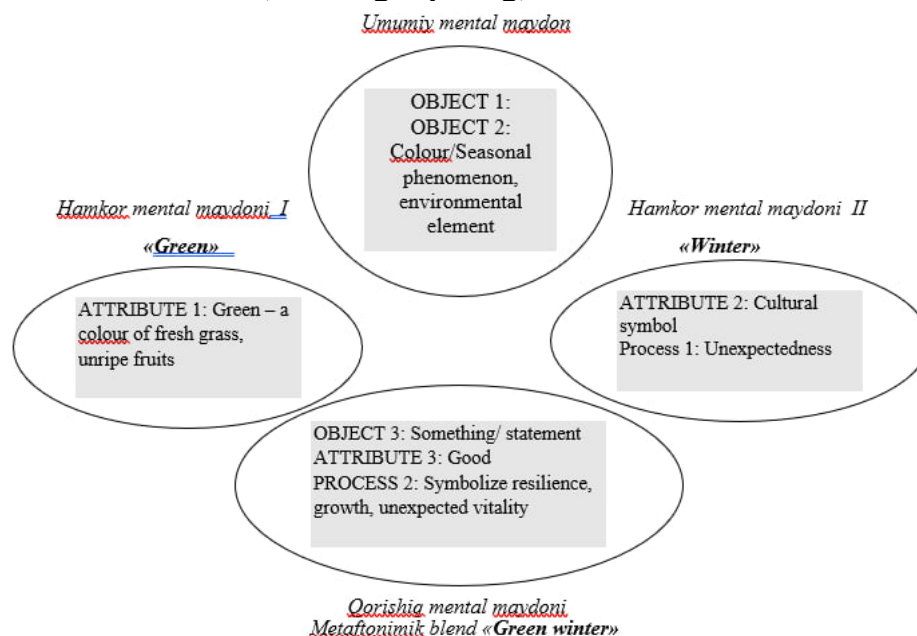 Umumiy mental maydon
OBJECT 1:
OBJECT 2:
Colour/Seasonal
phenomenon,
environmental
element
Hamkor mental maydoni I
«Green»
ATTRIBUTE 1: Green – a
colour of fresh grass,
unripe fruits
Hamkor mental maydoni II
«Winter»
ATTRIBUTE 2: Cultural
symbol
Process 1: Unexpectedness
OBJECT 3: Something/ statement
ATTRIBUTE 3: Good
PROCESS 2: Symbolize resilience,
growth, unexpected vitality
Qorishiq mental maydoni
Metaftonimik blend «Green winter»